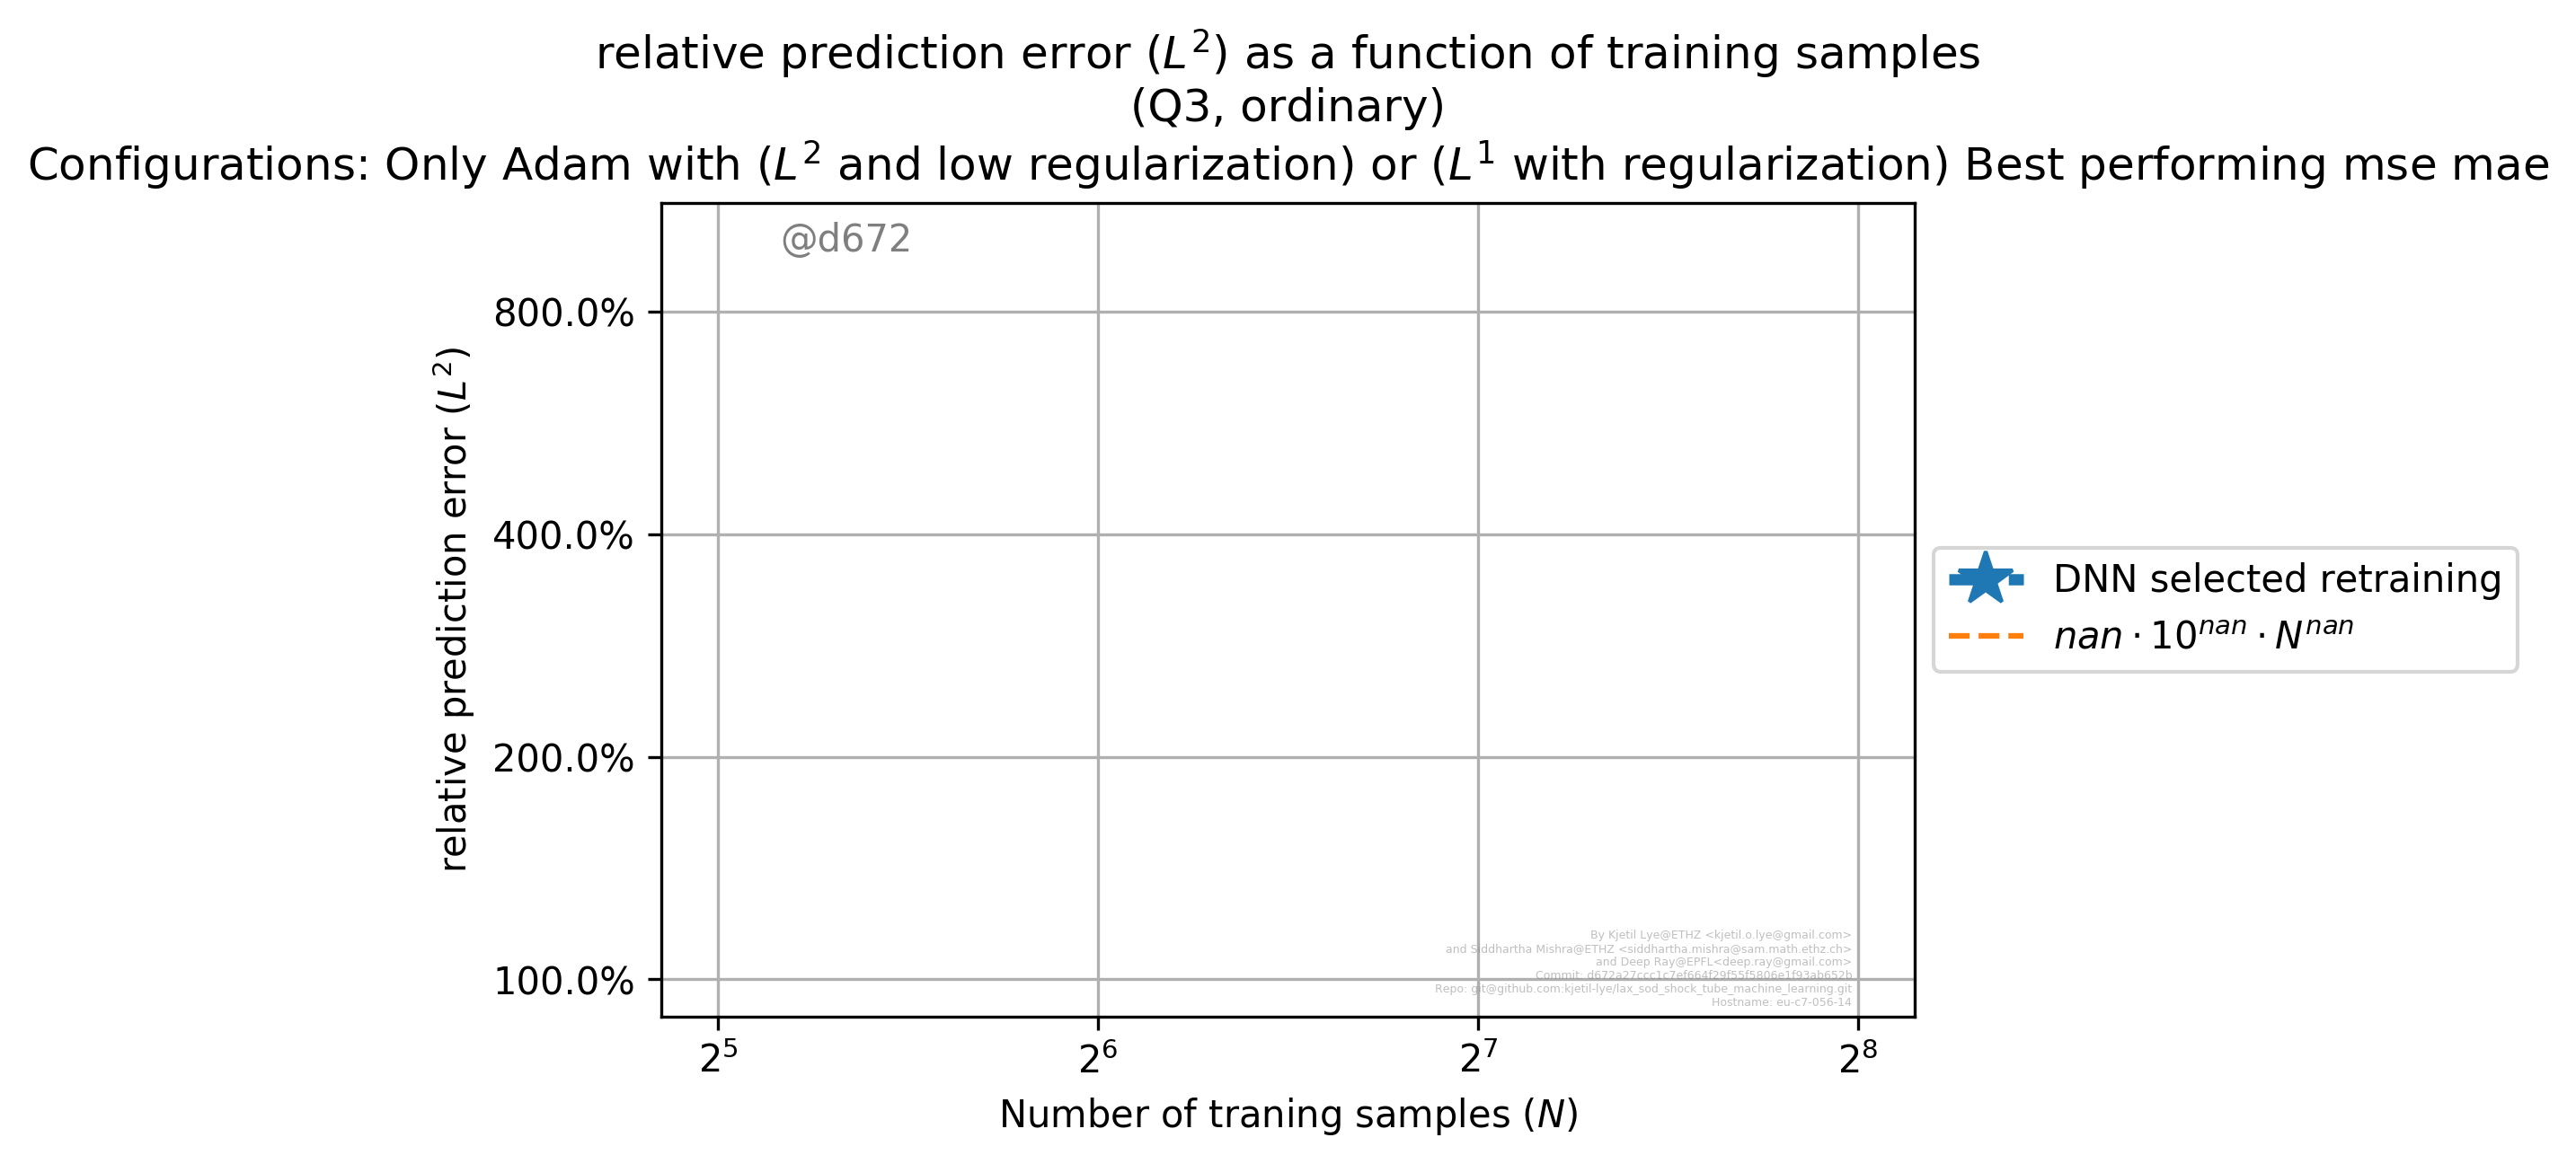 relative prediction error (L²) as a function of training samples
(Q3, ordinary)
Configurations: Only Adam with (L² and low regularization) or (L¹ with regularization) Best performing mse mae
@d672
800.0%
400.0%
200.0%
100.0%
relative prediction error (L²)
DNN selected retraining
nan · 10ⁿᵃⁿ · Nⁿᵃⁿ
By Kjetil Lye@ETHZ <kjetil.o.lye@gmail.com>
and Siddhartha Mishra@ETHZ <siddhartha.mishra@sam.math.ethz.ch>
and Deep Ray@EPFL<deep.ray@gmail.com>
Commit: d672a27ccc1c7ef664f29f55f5806e1f93ab652b
Repo: git@github.com:kjetil-lye/lax_sod_shock_tube_machine_learning.git
Hostname: eu-c7-056-14
2⁵ 2⁶ 2⁷ 2⁸
Number of traning samples (N)